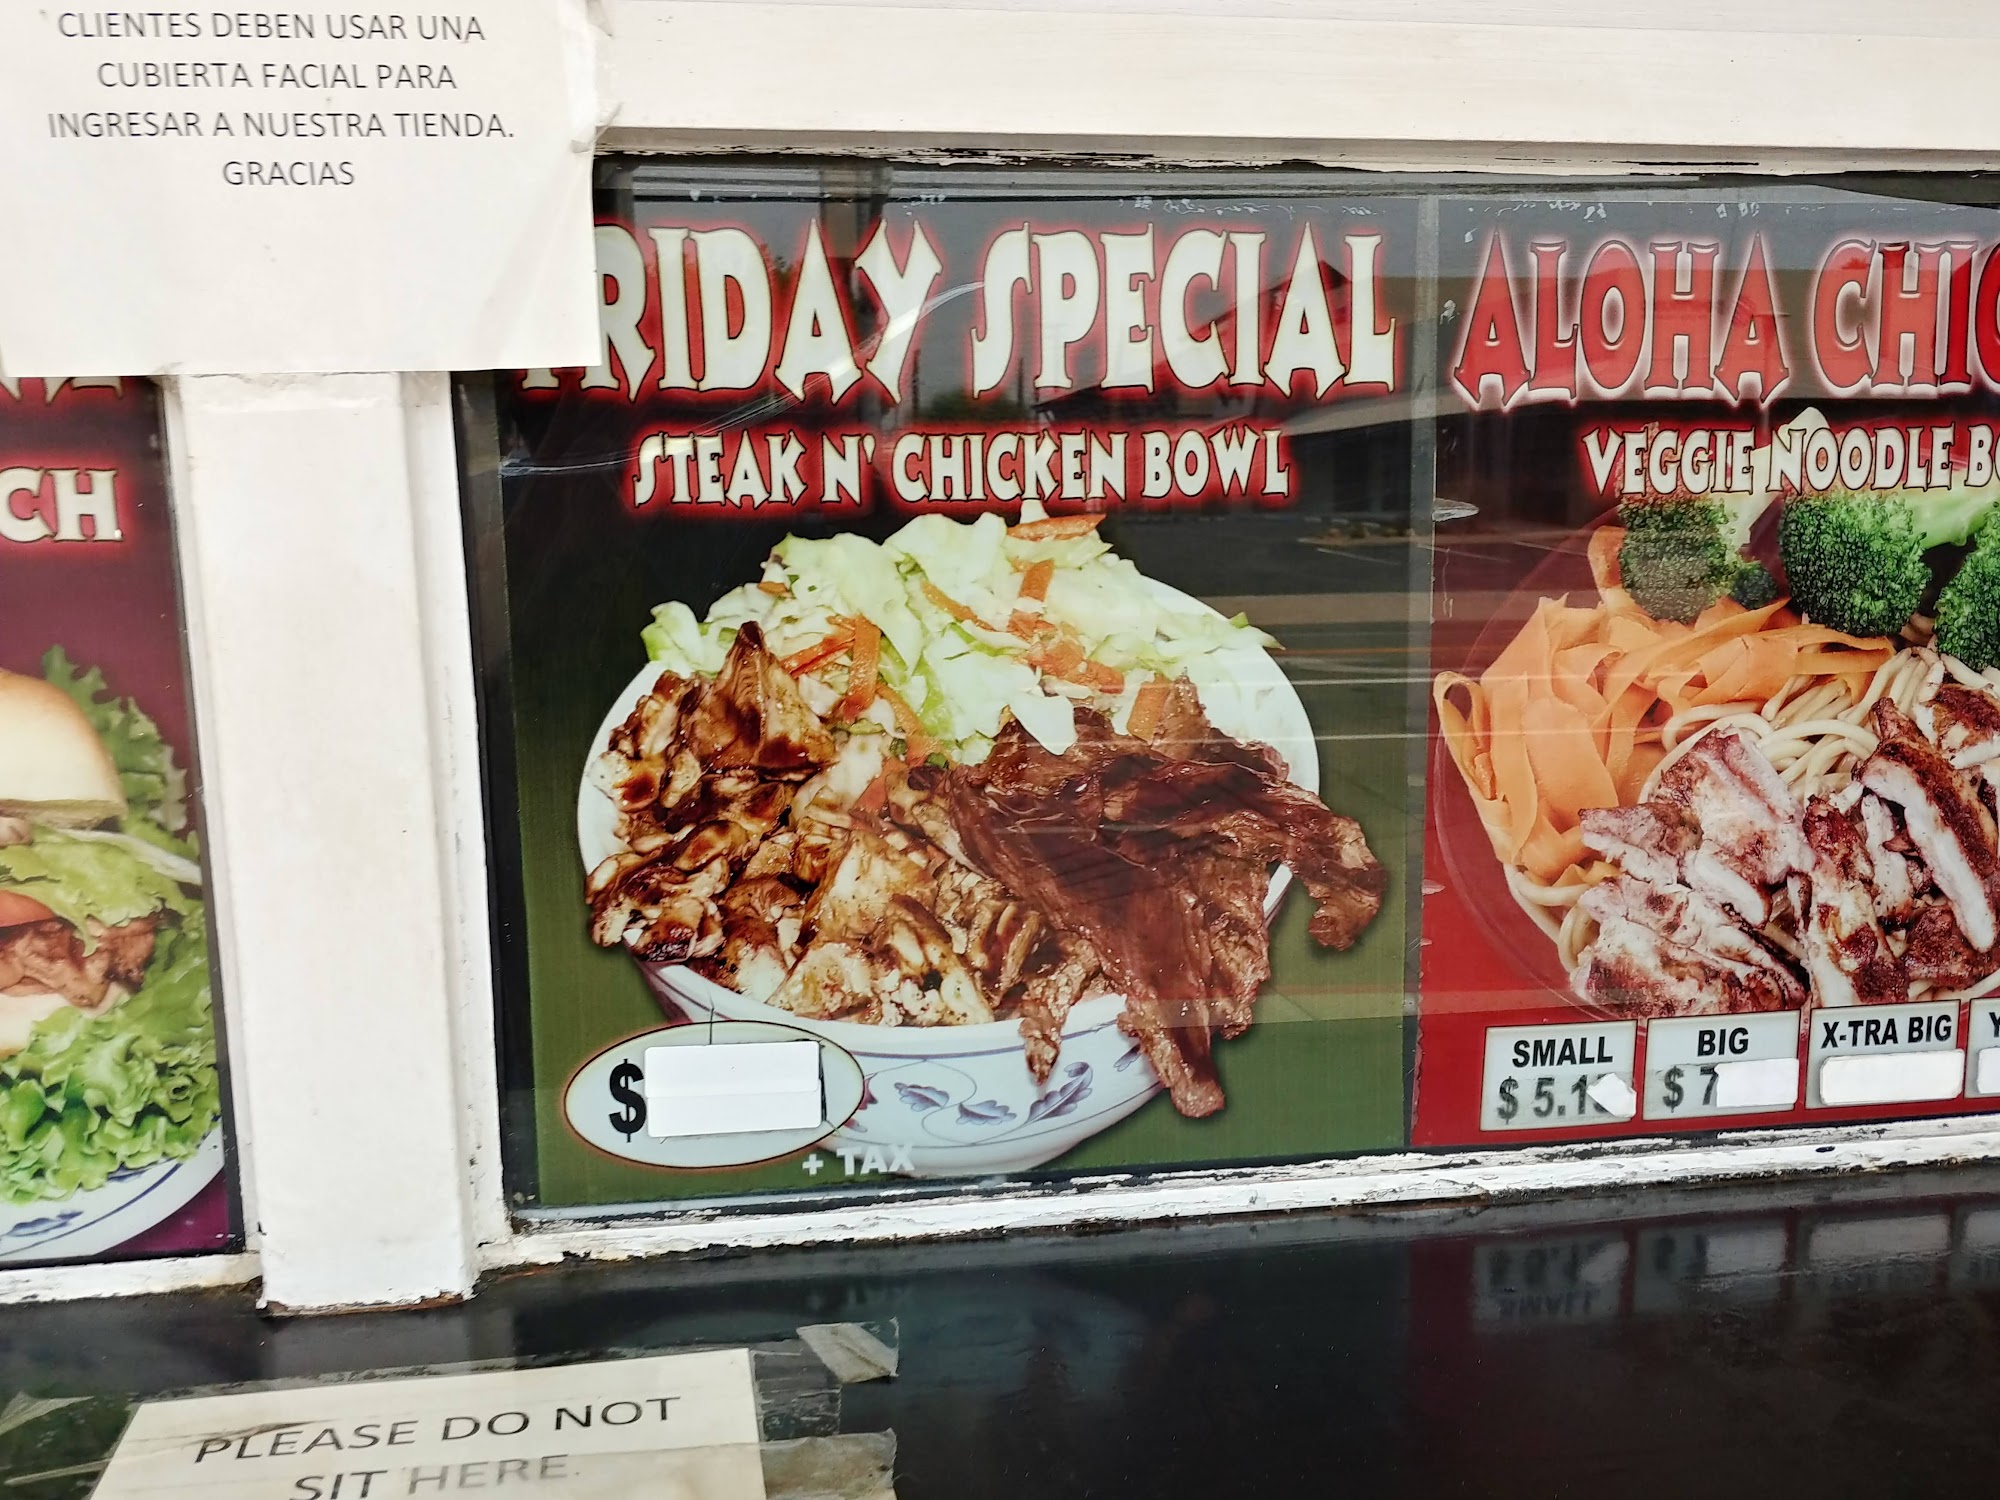 CLIENTES DEBEN USAR UNA
CUBIERTA FACIAL PARA
INGRESAR A NUESTRA TIENDA.
GRACIAS
CH
RIDAY SPECIAL
STEAK N' CHICKEN BOWL
$
+ TAX
ALOHA CHIC
VEGGIE NOODLE BO
SMALL
$ 5.1
BIG
$ 7
X-TRA BIG
PLEASE DO NOT
SIT HERE.